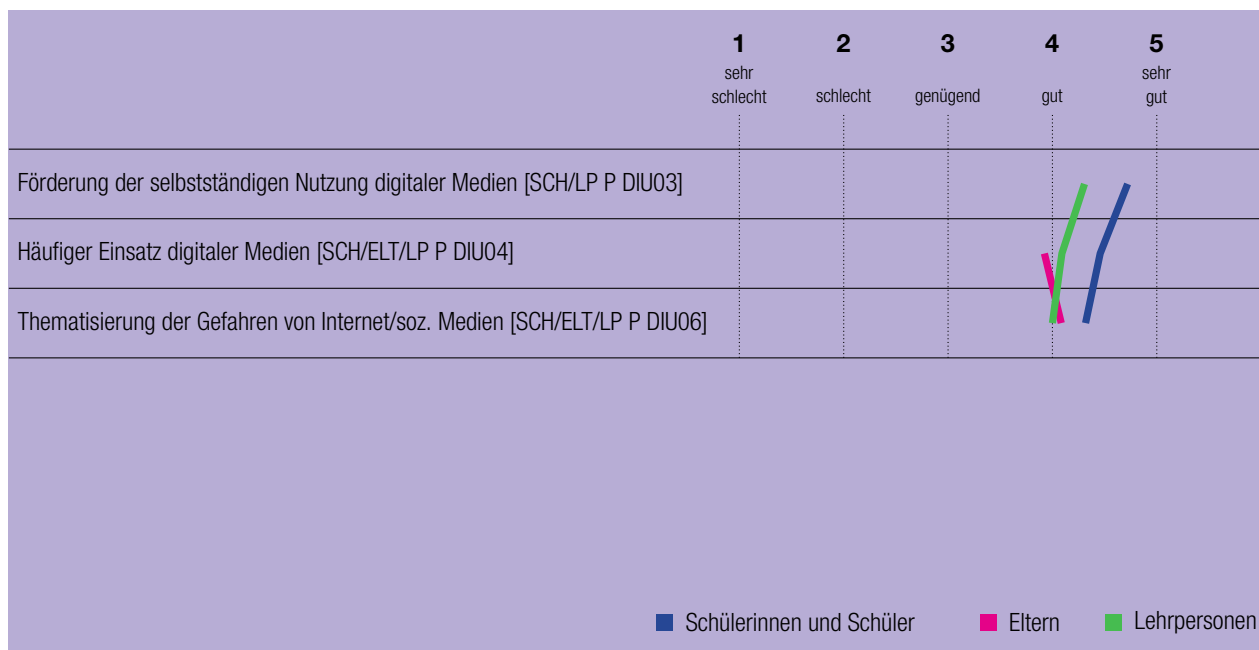 1 2 3 4 5
sehr schlecht schlecht genügend gut sehr gut
Förderung der selbstständigen Nutzung digitaler Medien [SCH/LP P DIU03]
Häufiger Einsatz digitaler Medien [SCH/ELT/LP P DIU04]
Thematisierung der Gefahren von Internet/soz. Medien [SCH/ELT/LP P DIU06]
Schülerinnen und Schüler Eltern Lehrpersonen